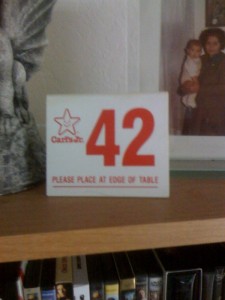 Carl's Jr.
42
PLEASE PLACE AT EDGE OF TABLE